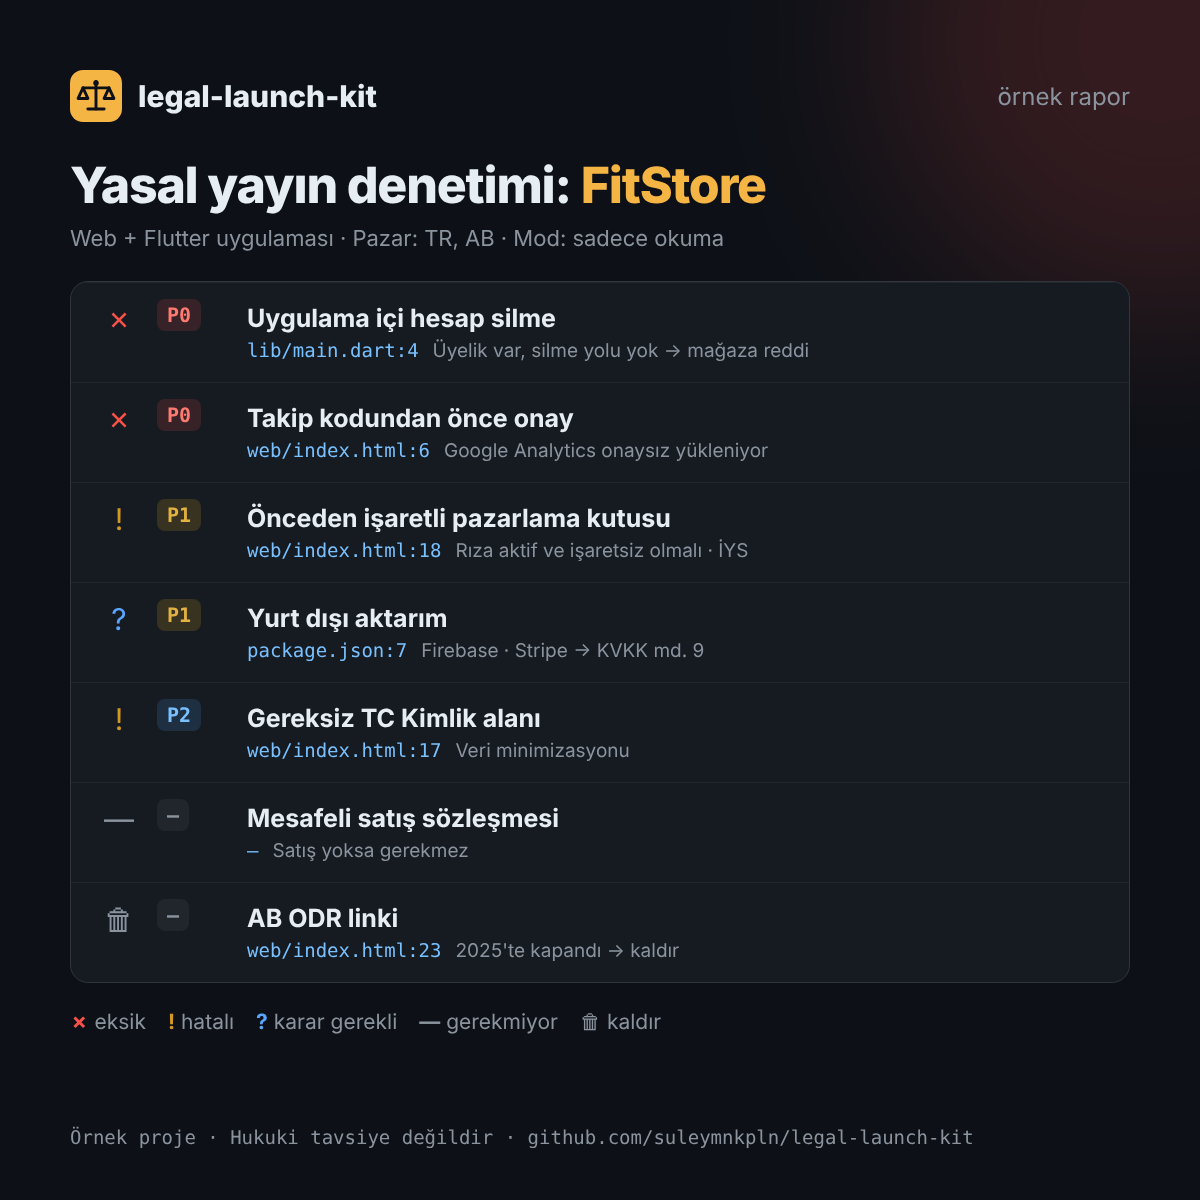 legal-launch-kit
örnek rapor
Yasal yayın denetimi: FitStore
Web + Flutter uygulaması · Pazar: TR, AB · Mod: sadece okuma
× P0 Uygulama içi hesap silme
lib/main.dart:4 Üyelik var, silme yolu yok → mağaza reddi
× P0 Takip kodundan önce onay
web/index.html:6 Google Analytics onaysız yükleniyor
! P1 Önceden işaretli pazarlama kutusu
web/index.html:18 Rıza aktif ve işaretsiz olmalı · İYS
? P1 Yurt dışı aktarım
package.json:7 Firebase · Stripe → KVKK md. 9
! P2 Gereksiz TC Kimlik alanı
web/index.html:17 Veri minimizasyonu
— – Mesafeli satış sözleşmesi
– Satış yoksa gerekmez
🗑 – AB ODR linki
web/index.html:23 2025'te kapandı → kaldır
× eksik ! hatalı ? karar gerekli — gerekmiyor 🗑 kaldır
Örnek proje · Hukuki tavsiye değildir · github.com/suleymnkpln/legal-launch-kit